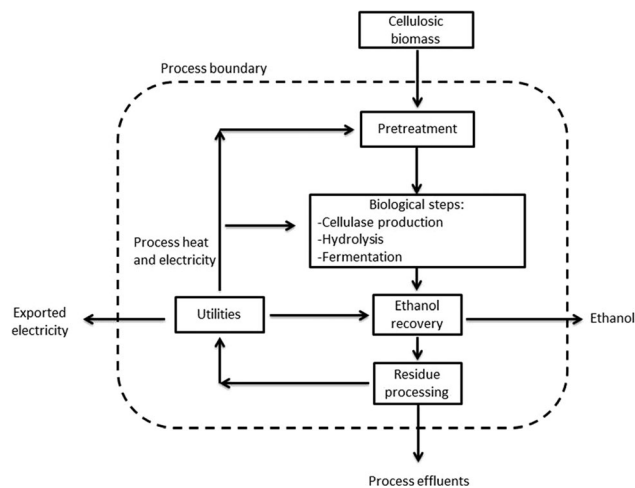 Cellulosic
biomass
Process boundary
Pretreatment
Biological steps:
-Cellulase production
-Hydrolysis
-Fermentation
Process heat
and electricity
Exported
electricity
Utilities
Ethanol
recovery
Ethanol
Residue
processing
Process effluents